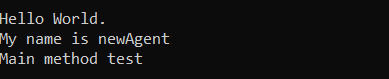 Hello World.
My name is newAgent
Main method test